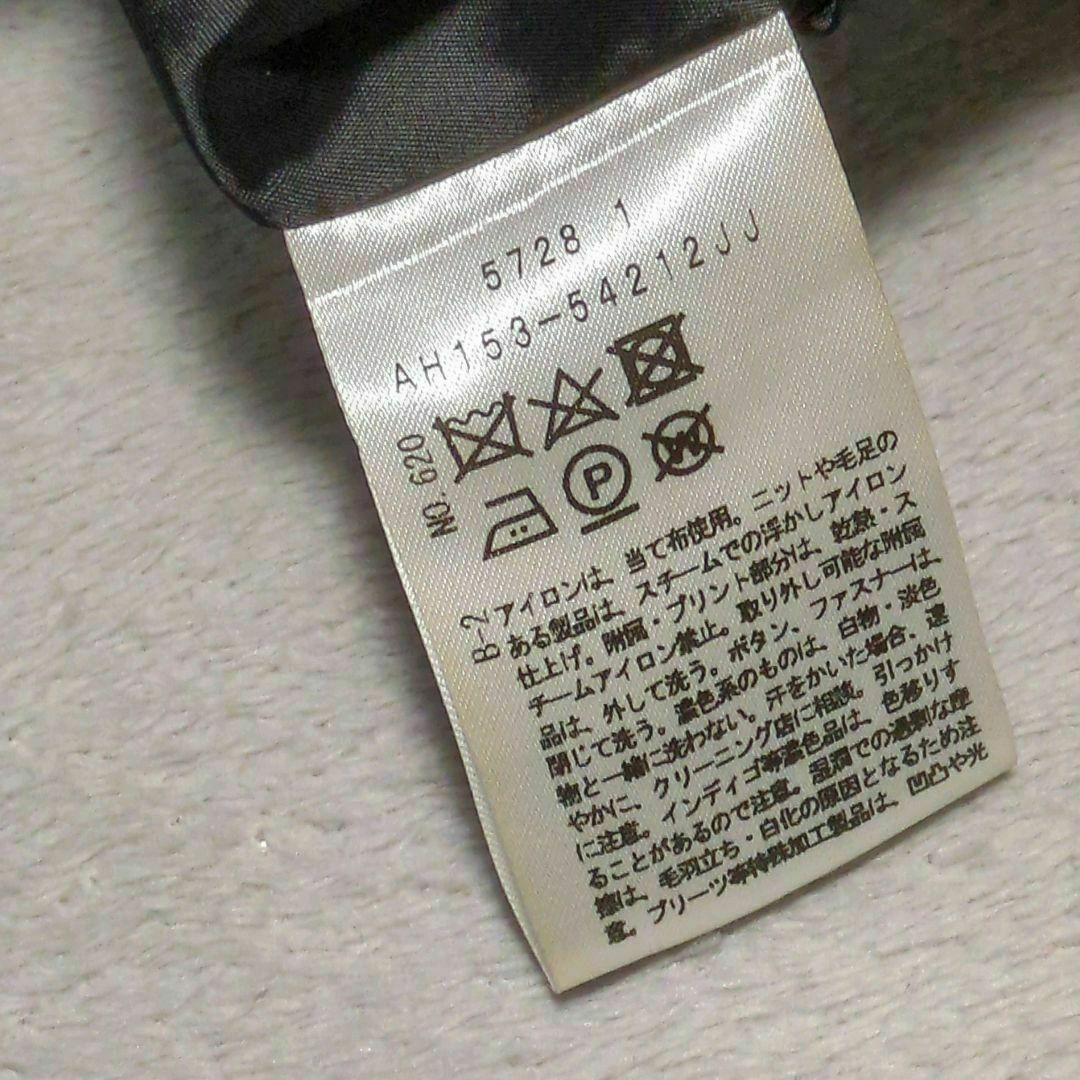 5728 1
AH153-54212JJ
NO. 620
P
W
B-2/アイロンは、当て布使用。ニットや毛足の
ある製品は、スチームでの浮かしアイロン
仕上げ。附属・プリント部分は、乾熱・ス
チームアイロン禁止。取り外し可能な附属
品は、外して洗う。ボタン、ファスナーは、
閉じて洗う。濃色系のものは、白物・淡色
物と一緒に洗わない。汗をかいた場合、速
やかに、クリーニング店に相談。引っかけ
に注意。インディゴ等濃色品は、色移りす
ることがあるので注意。湿潤での過剰な摩
擦は、毛羽立ち・白化の原因となるため注
意。プリーツ等特殊加工製品は、凹凸や光